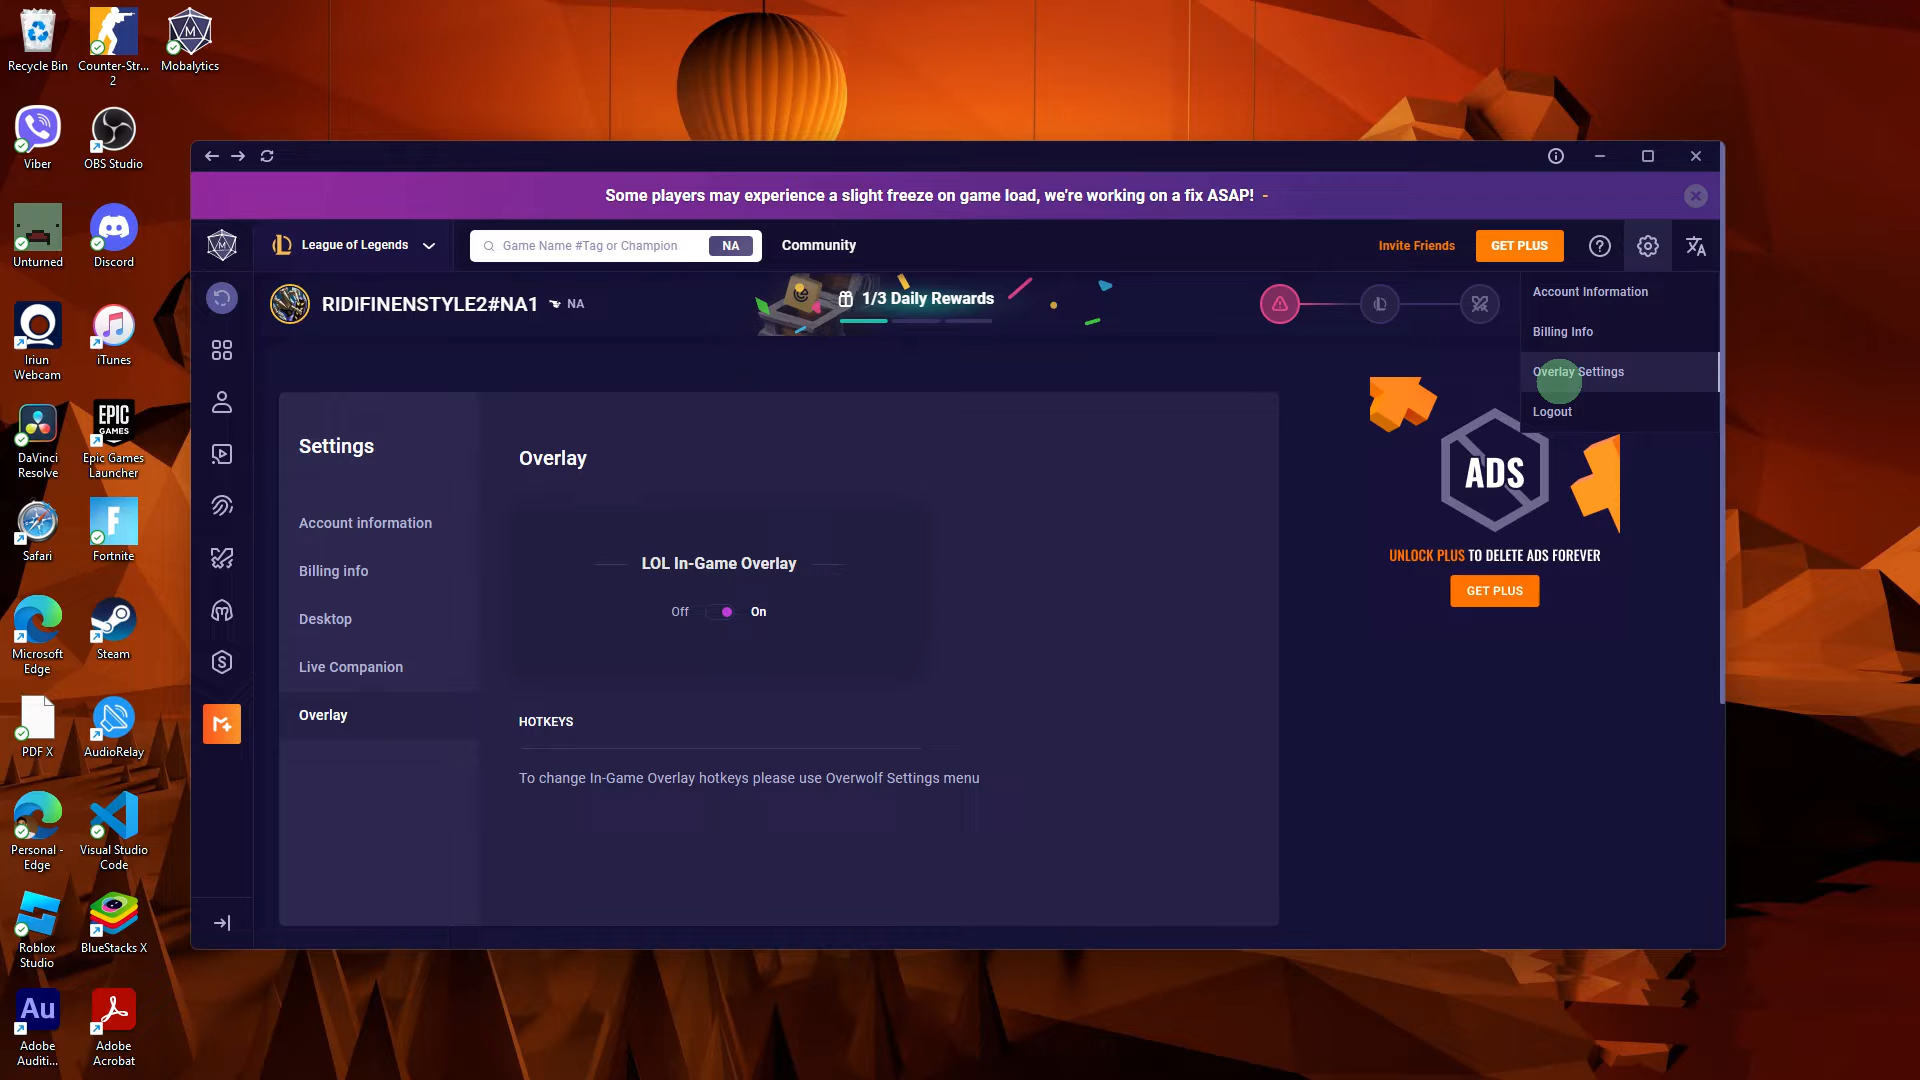 Recycle Bin
Counter-Str... 2
Mobalytics
Viber
OBS Studio
Unturned
Discord
Iriun Webcam
iTunes
DaVinci Resolve
EPIC GAMES
Epic Games Launcher
Safari
Fortnite
Microsoft Edge
Steam
PDF X
AudioRelay
Personal - Edge
Visual Studio Code
Roblox Studio
BlueStacks X
Au
Adobe Auditi...
Adobe Acrobat
Some players may experience a slight freeze on game load, we're working on a fix ASAP! -
League of Legends
Game Name #Tag or Champion
NA
Community
Invite Friends
GET PLUS
RIDIFINENSTYLE2#NA1
NA
1/3 Daily Rewards
Account Information
Billing Info
Overlay Settings
Logout
Settings
Account information
Billing info
Desktop
Live Companion
Overlay
Overlay
LOL In-Game Overlay
Off
On
HOTKEYS
To change In-Game Overlay hotkeys please use Overwolf Settings menu
ADS
UNLOCK PLUS TO DELETE ADS FOREVER
GET PLUS